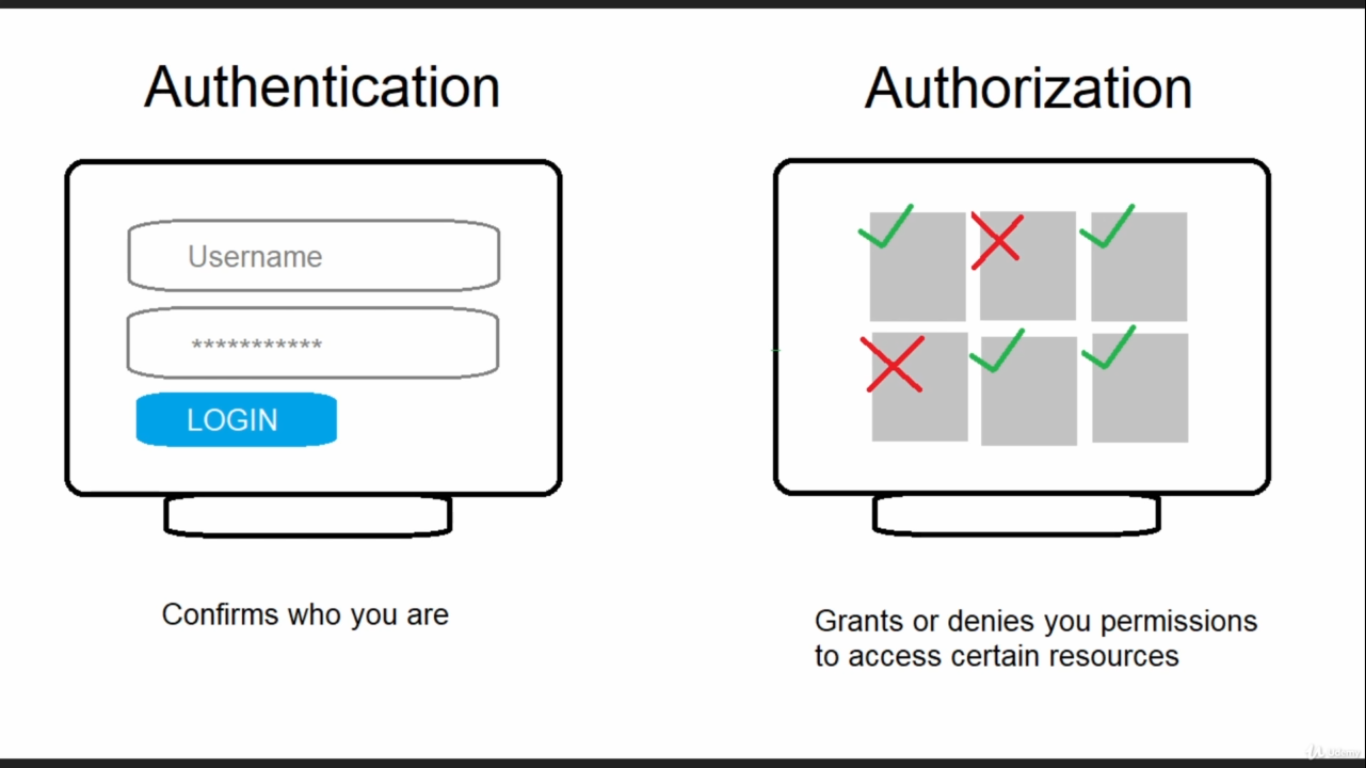 Authentication
Authorization
Username
***********
LOGIN
Confirms who you are
Grants or denies you permissions
to access certain resources
Udemy